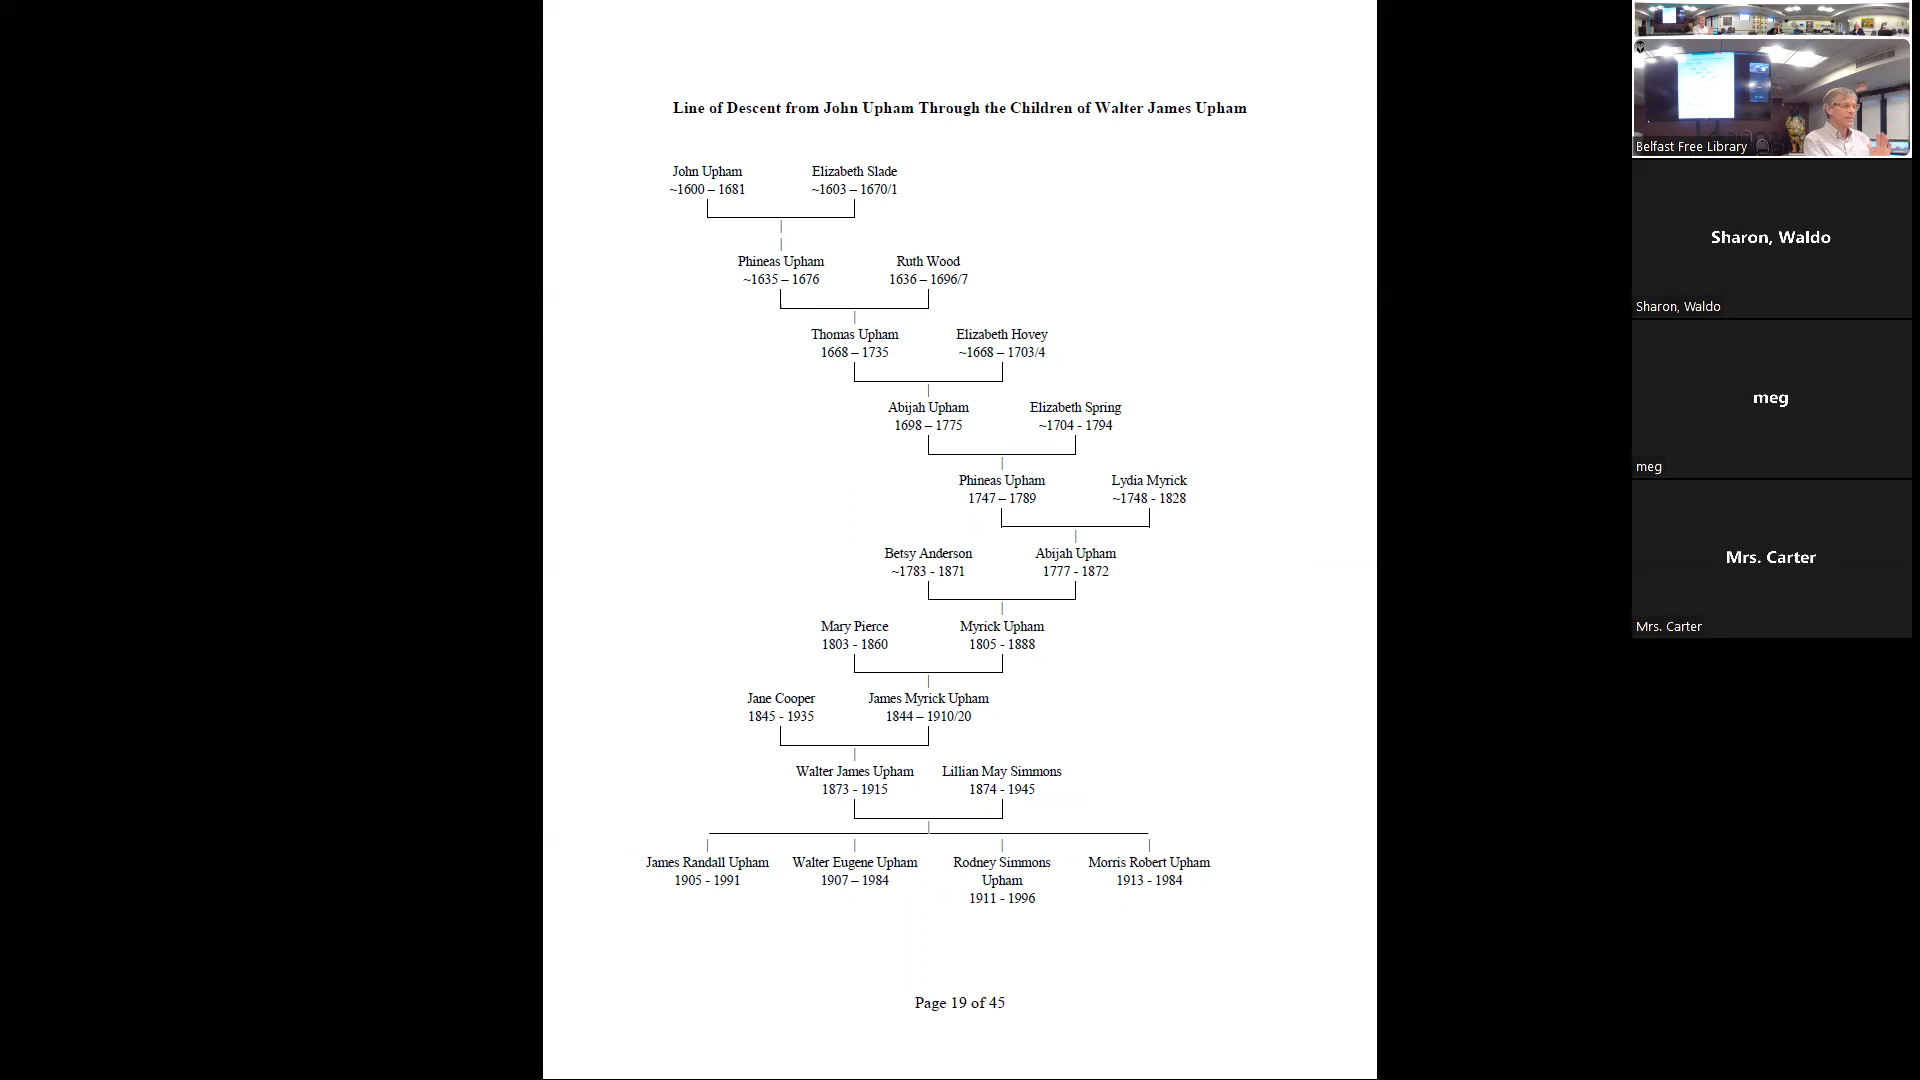 Line of Descent from John Upham Through the Children of Walter James Upham
John Upham Elizabeth Slade
~1600 – 1681 ~1603 – 1670/1
Phineas Upham Ruth Wood
~1635 – 1676 1636 – 1696/7
Thomas Upham Elizabeth Hovey
1668 – 1735 ~1668 – 1703/4
Abijah Upham Elizabeth Spring
1698 – 1775 ~1704 - 1794
Phineas Upham Lydia Myrick
1747 – 1789 ~1748 - 1828
Betsy Anderson Abijah Upham
~1783 - 1871 1777 - 1872
Mary Pierce Myrick Upham
1803 - 1860 1805 - 1888
Jane Cooper James Myrick Upham
1845 - 1935 1844 – 1910/20
Walter James Upham Lillian May Simmons
1873 - 1915 1874 - 1945
James Randall Upham Walter Eugene Upham Rodney Simmons Morris Robert Upham
1905 - 1991 1907 – 1984 Upham 1913 - 1984
1911 - 1996
Page 19 of 45
Belfast Free Library
Sharon, Waldo
Sharon, Waldo
meg
meg
Mrs. Carter
Mrs. Carter